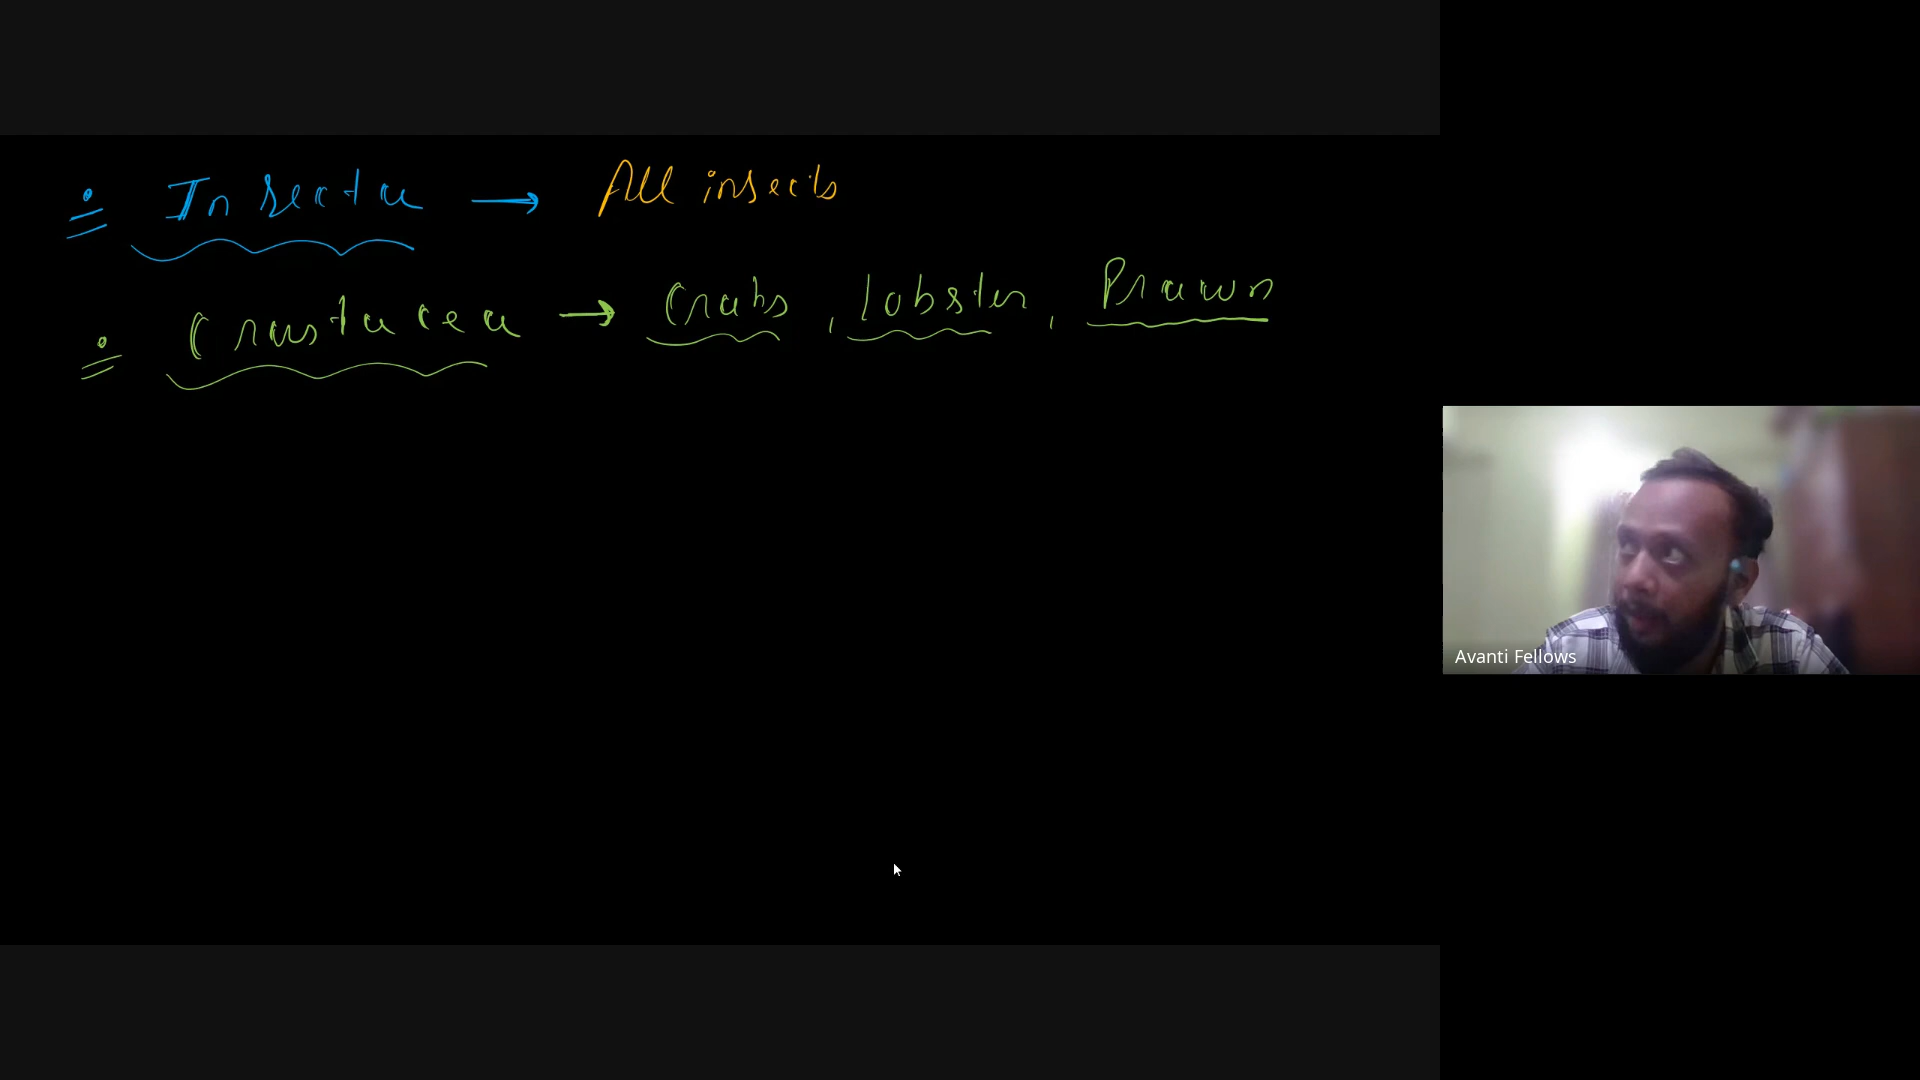 Insecta → All insects
Crustacea → Crabs, lobster, Prawn
Avanti Fellows